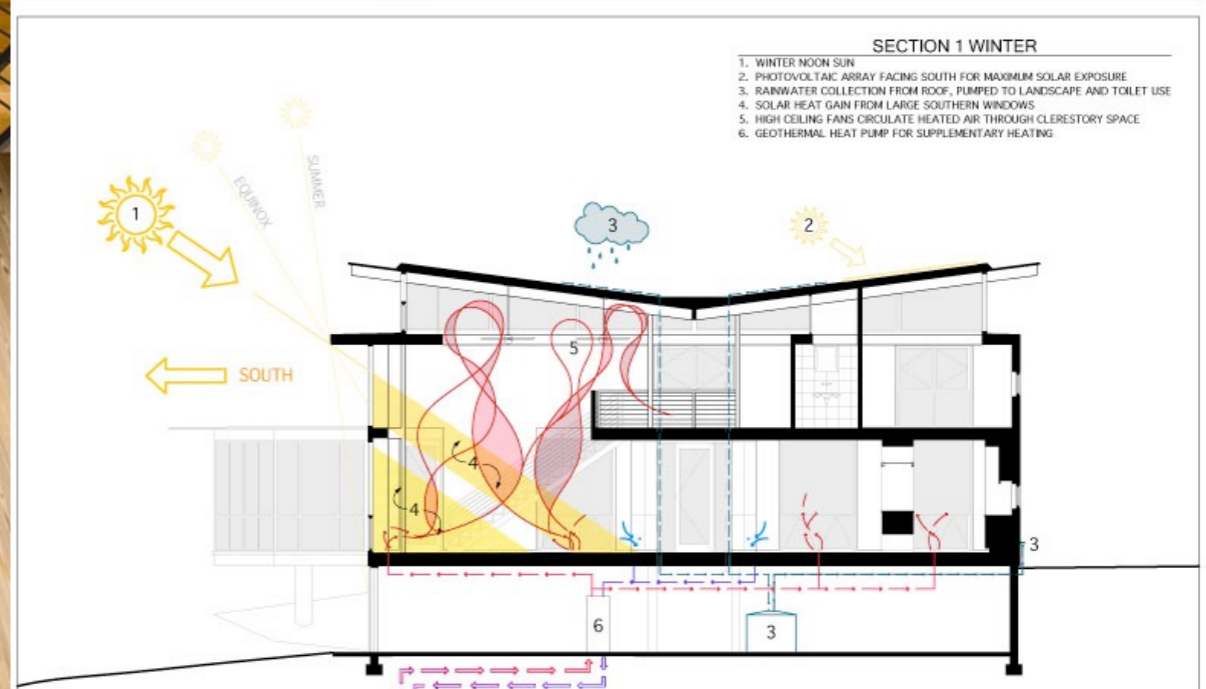 SECTION 1 WINTER
1. WINTER NOON SUN
2. PHOTOVOLTAIC ARRAY FACING SOUTH FOR MAXIMUM SOLAR EXPOSURE
3. RAINWATER COLLECTION FROM ROOF, PUMPED TO LANDSCAPE AND TOILET USE
4. SOLAR HEAT GAIN FROM LARGE SOUTHERN WINDOWS
5. HIGH CEILING FANS CIRCULATE HEATED AIR THROUGH CLERESTORY SPACE
6. GEOTHERMAL HEAT PUMP FOR SUPPLEMENTARY HEATING
SUMMER
EQUINOX
1
3
2
5
SOUTH
4
4
3
6
3